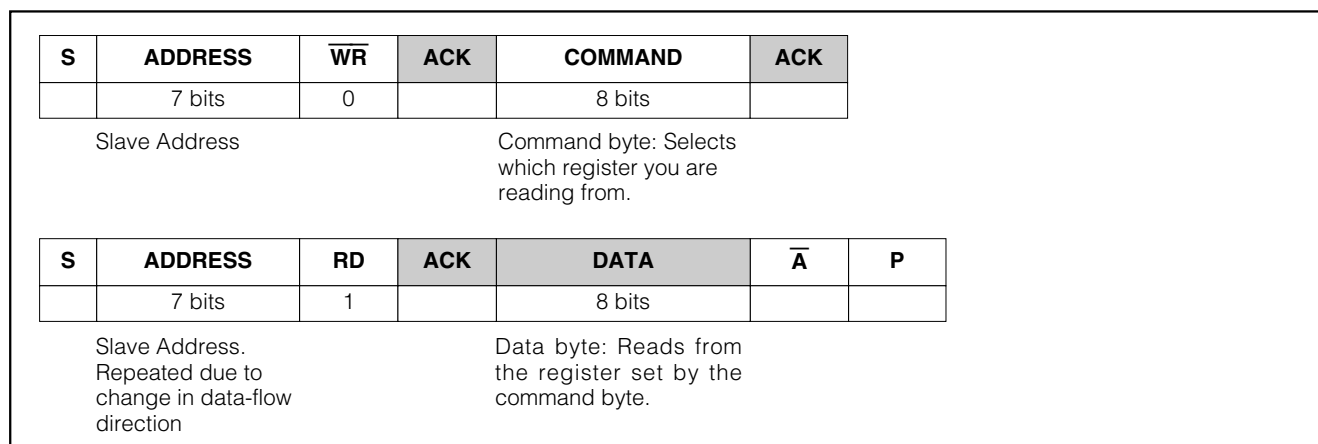 S ADDRESS W̅R̅ ACK COMMAND ACK
7 bits 0 8 bits
Slave Address
Command byte: Selects
which register you are
reading from.
S ADDRESS RD ACK DATA A̅ P
7 bits 1 8 bits
Slave Address.
Repeated due to
change in data-flow
direction
Data byte: Reads from
the register set by the
command byte.